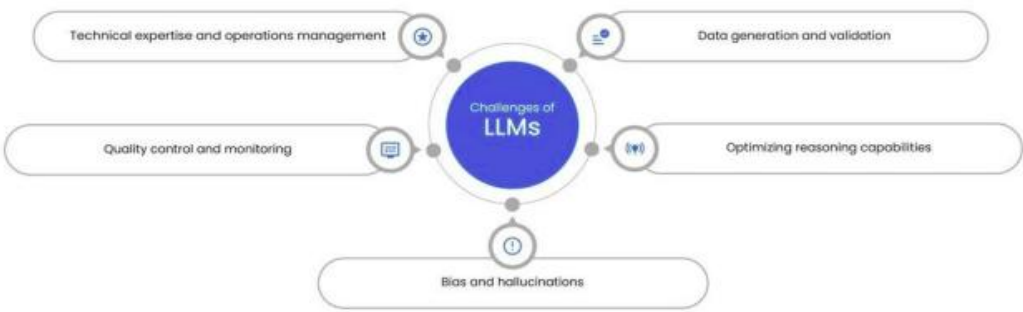 Technical expertise and operations management
Data generation and validation
Challenges of
LLMs
Quality control and monitoring
Optimizing reasoning capabilities
Bias and hallucinations